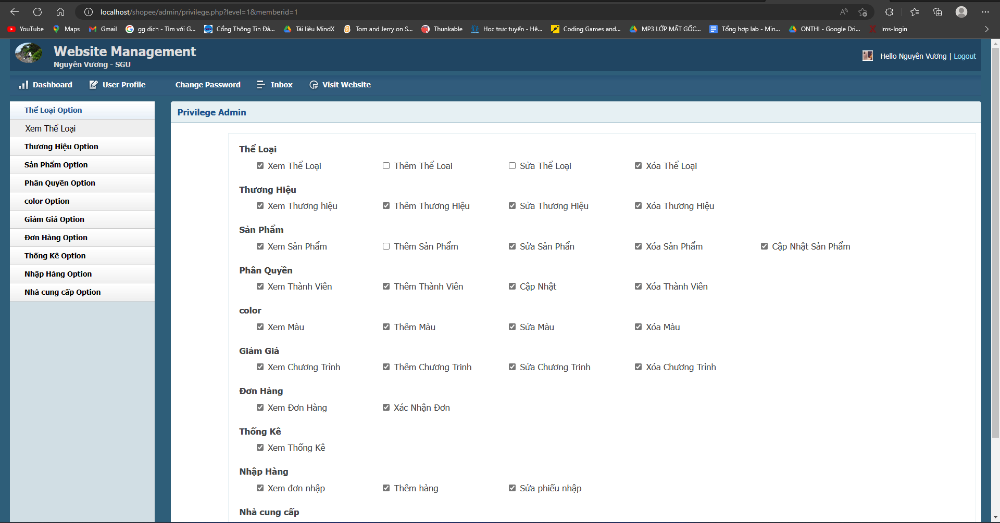 localhost/shopee/admin/privilege.php?level=1&memberid=1
YouTube Maps Gmail gg dịch - Tìm với G... Cổng Thông Tin Đà... Tài liệu MindX Tom and Jerry on S... Thunkable Học trực tuyến - Hệ... Coding Games and... MP3 LỚP MẤT GỐC... Tổng hợp lab - Min... ONTHI - Google Dri... lms-login
Website Management
Nguyên Vương - SGU
Hello Nguyên Vương | Logout
Dashboard User Profile Change Password Inbox Visit Website
Thể Loại Option
Xem Thể Loại
Thương Hiệu Option
Sản Phẩm Option
Phân Quyền Option
color Option
Giảm Giá Option
Đơn Hàng Option
Thống Kê Option
Nhập Hàng Option
Nhà cung cấp Option
Privilege Admin
Thể Loại
Xem Thể Loại Thêm Thể Loai Sửa Thể Loại Xóa Thể Loại
Thương Hiệu
Xem Thương hiệu Thêm Thương Hiệu Sửa Thương Hiệu Xóa Thương Hiệu
Sản Phẩm
Xem Sản Phẩm Thêm Sản Phẩm Sửa Sản Phẩn Xóa Sản Phẩm Cập Nhật Sản Phẩm
Phân Quyền
Xem Thành Viên Thêm Thành Viên Cập Nhật Xóa Thành Viên
color
Xem Màu Thêm Màu Sửa Màu Xóa Màu
Giảm Giá
Xem Chương Trình Thêm Chương Trinh Sửa Chương Trinh Xóa Chương Trình
Đơn Hàng
Xem Đơn Hàng Xác Nhận Đơn
Thống Kê
Xem Thống Kê
Nhập Hàng
Xem đơn nhập Thêm hàng Sửa phiếu nhập
Nhà cung cấp